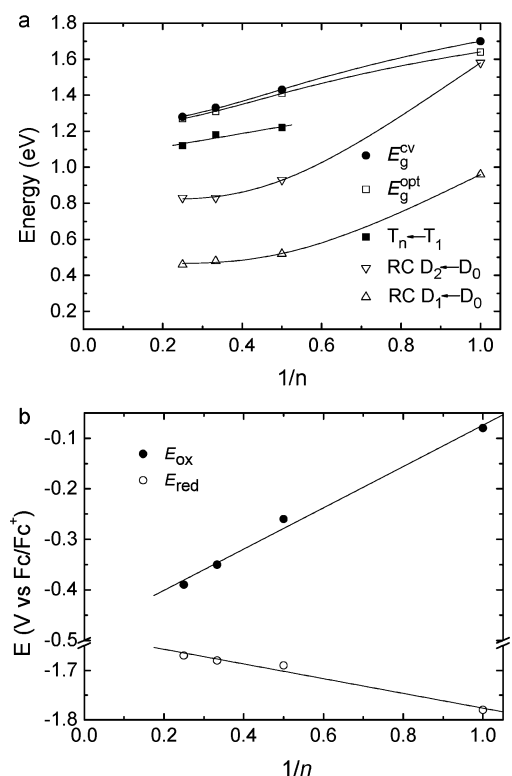 a
1.8
1.6
1.4
1.2
1.0
0.8
0.6
0.4
0.2
Energy (eV)
E_g^cv
E_g^opt
T_n←T_1
RC D_2←D_0
RC D_1←D_0
0.0 0.2 0.4 0.6 0.8 1.0
1/n
b
-0.1
-0.2
-0.3
-0.4
-0.5
-1.7
-1.8
E (V vs Fc/Fc⁺)
E_ox
E_red
0.0 0.2 0.4 0.6 0.8 1.0
1/n